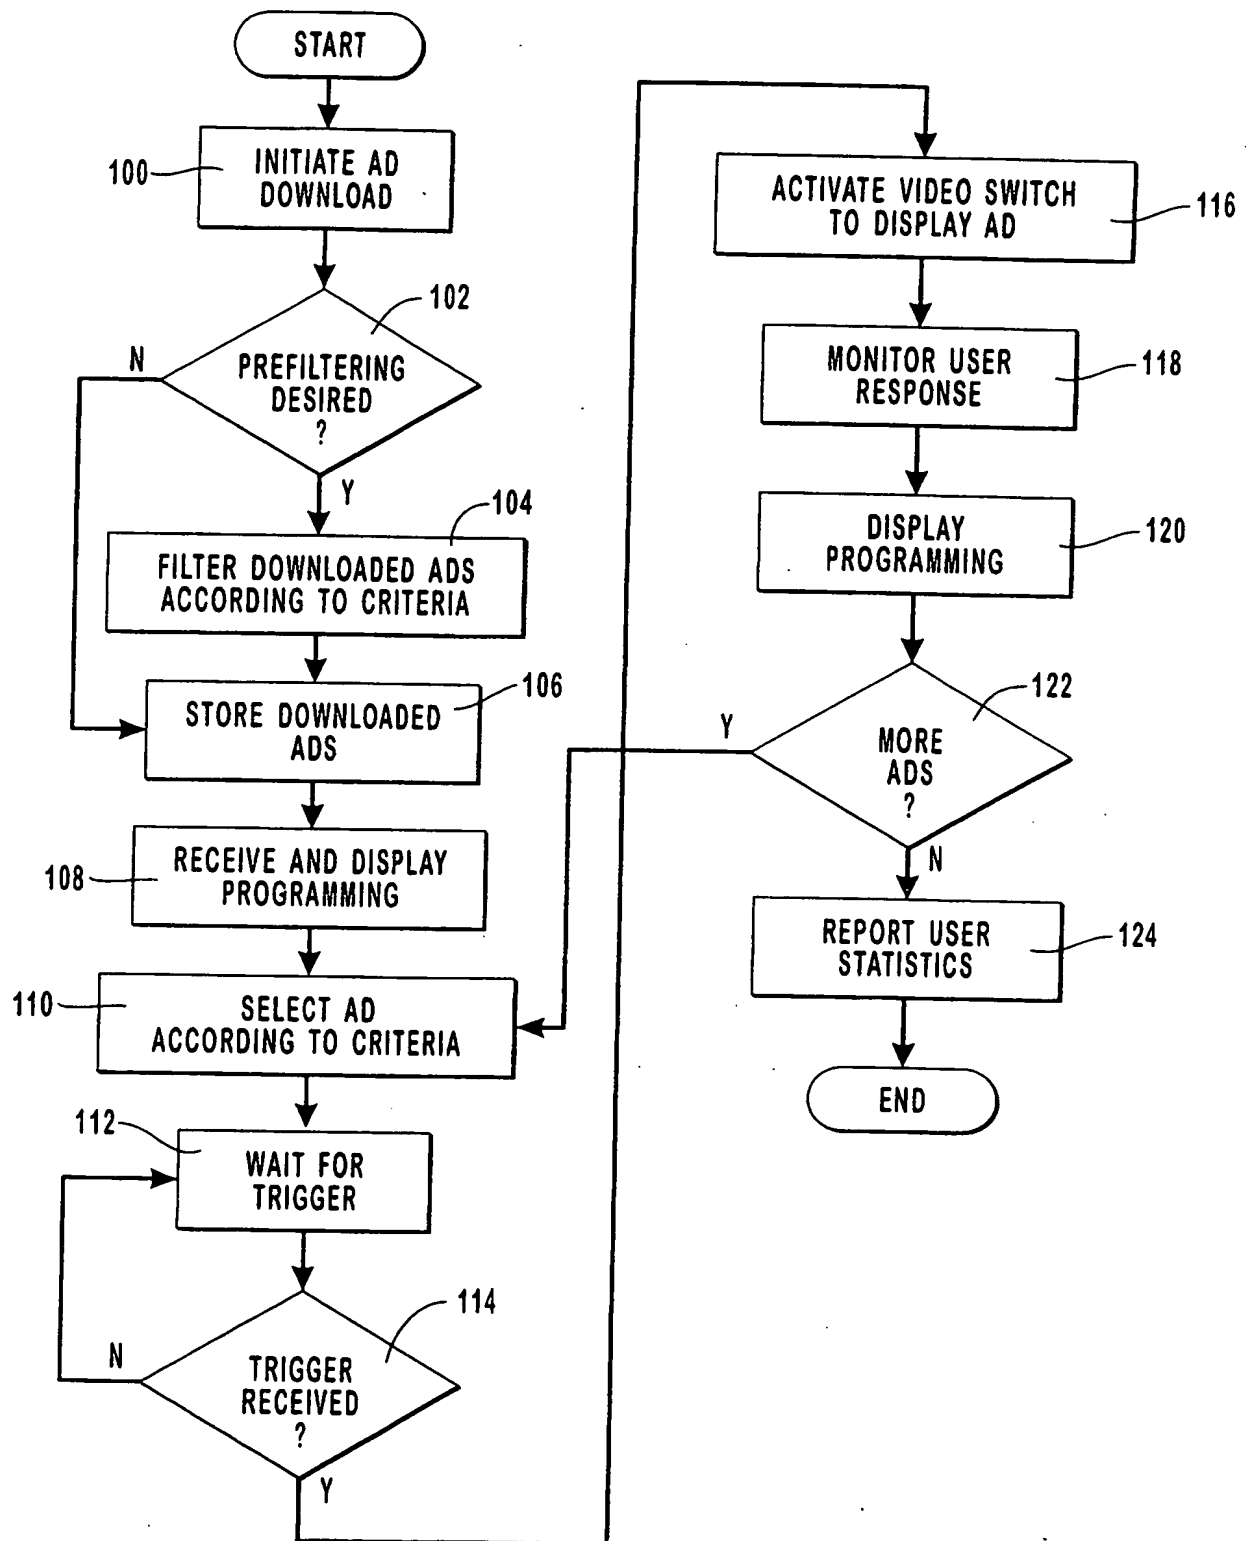 START
100
INITIATE AD
DOWNLOAD
102
N
PREFILTERING
DESIRED
?
Y
104
FILTER DOWNLOADED ADS
ACCORDING TO CRITERIA
106
STORE DOWNLOADED
ADS
108
RECEIVE AND DISPLAY
PROGRAMMING
110
SELECT AD
ACCORDING TO CRITERIA
112
WAIT FOR
TRIGGER
114
N
TRIGGER
RECEIVED
?
Y
ACTIVATE VIDEO SWITCH
TO DISPLAY AD
116
MONITOR USER
RESPONSE
118
DISPLAY
PROGRAMMING
120
122
Y
MORE
ADS
?
N
REPORT USER
STATISTICS
124
END